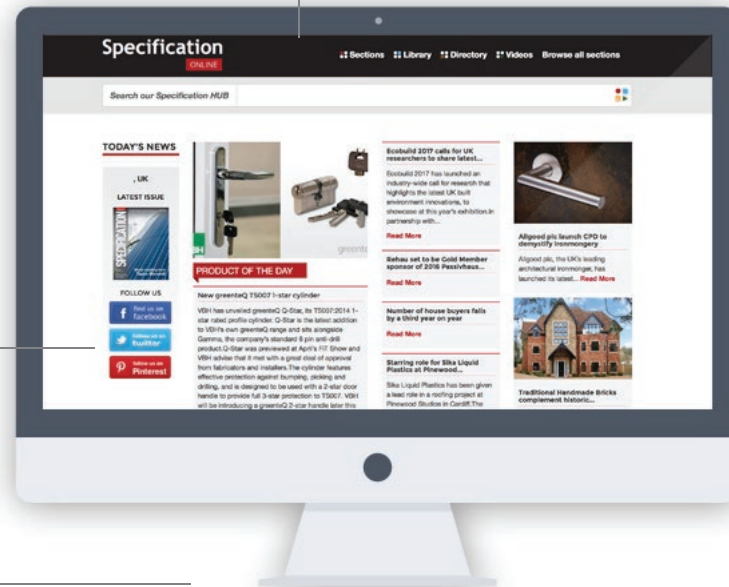 Specification
ONLINE
Sections Library Directory Videos Browse all sections
Search our Specification HUB
TODAY'S NEWS
, UK
LATEST ISSUE
SPECIFICATION
FOLLOW US
find us on
facebook
follow us on
twitter
follow us on
Pinterest
BH
greente
PRODUCT OF THE DAY
New greenteQ TS007 1-star cylinder
VBH has unveiled greenteQ Q-Star, its TS007:2014 1-
star rated profile cylinder. Q-Star is the latest addition
to VBH's own greenteQ range and sits alongside
Gamma, the company's standard 6 pin anti-drill
product.Q-Star was previewed at April's FIT Show and
VBH advise that it met with a great deal of approval
from fabricators and installers.The cylinder features
effective protection against bumping, picking and
drilling, and is designed to be used with a 2-star door
handle to provide full 3-star protection to TS007. VBH
will be introducing a greenteQ 2-star handle later this
Ecobuild 2017 calls for UK
researchers to share latest...
Ecobuild 2017 has launched an
industry-wide call for research that
highlights the latest UK built
environment innovations, to
showcase at this year's exhibition.In
partnership with...
Read More
Rehau set to be Gold Member
sponsor of 2016 Passivhaus...
Read More
Number of house buyers falls
by a third year on year
Read More
Starring role for Sika Liquid
Plastics at Pinewood...
Sika Liquid Plastics has been given
a lead role in a roofing project at
Pinewood Studios in Cardiff.The
Allgood plc launch CPD to
demystify ironmongery
Allgood plc, the UK's leading
architectural ironmonger, has
launched its latest... Read More
Traditional Handmade Bricks
complement historic...